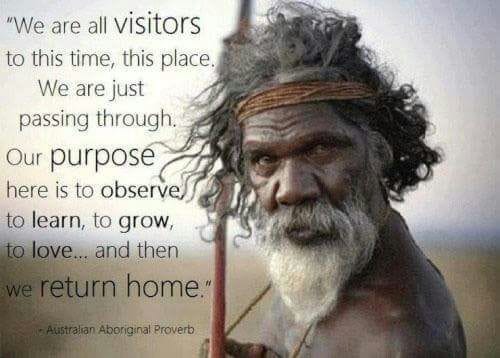 "We are all visitors
to this time, this place.
We are just
passing through.
Our purpose
here is to observe,
to learn, to grow,
to love... and then
we return home."
- Australian Aboriginal Proverb